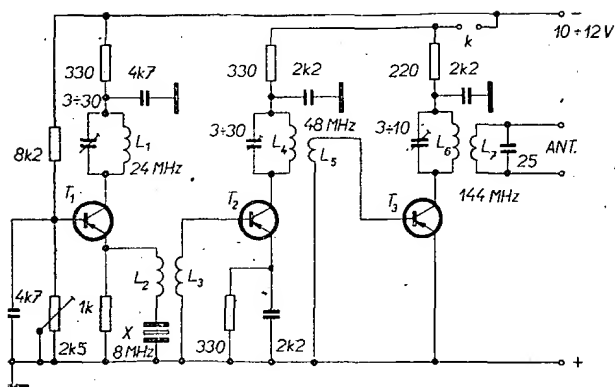 −
10÷12V
k
330
4k7
330
2k2
220
2k2
3÷30
L₁
3÷30
L₄
48 MHz
L₅
3÷10
L₆
L₇
25
ANT.
8k2
24 MHz
144 MHz
T₁
T₂
T₃
L₂
L₃
4k7
1k
X
8 MHz
2k5
330
2k2
+